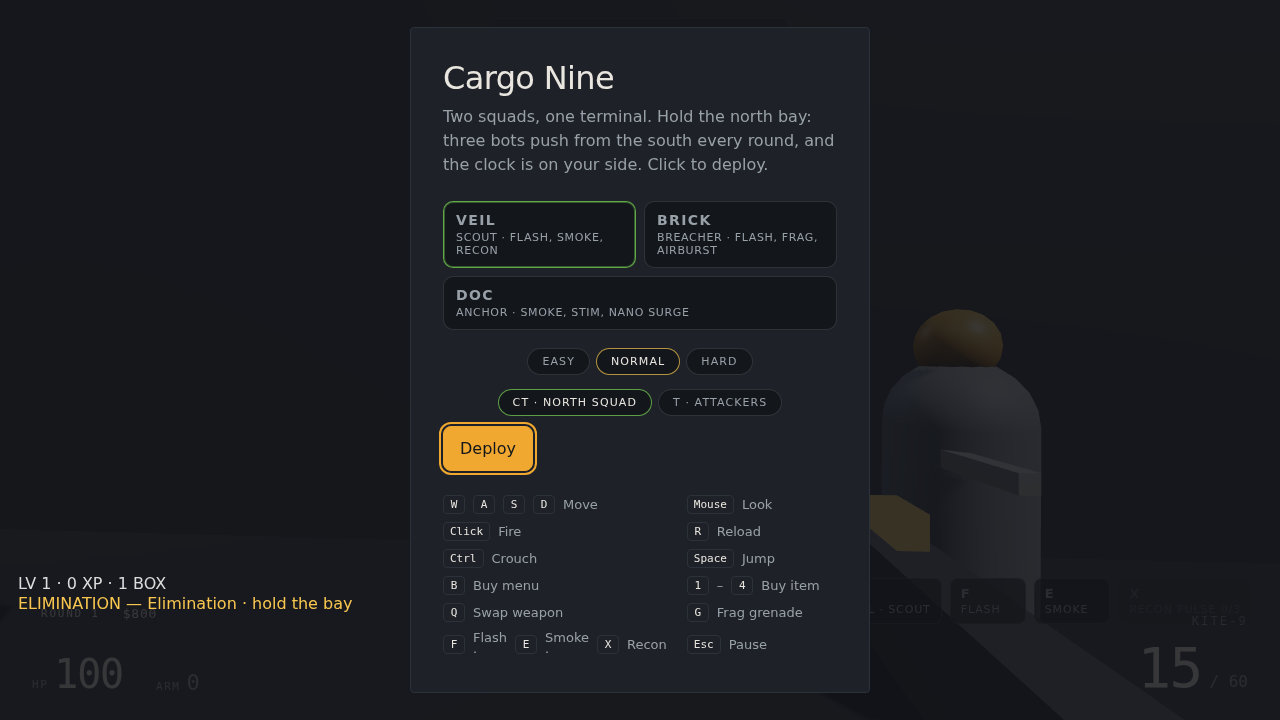 Cargo Nine
Two squads, one terminal. Hold the north bay:
three bots push from the south every round, and
the clock is on your side. Click to deploy.
VEIL
SCOUT · FLASH, SMOKE,
RECON
BRICK
BREACHER · FLASH, FRAG,
AIRBURST
DOC
ANCHOR · SMOKE, STIM, NANO SURGE
EASY NORMAL HARD
CT · NORTH SQUAD T · ATTACKERS
Deploy
W A S D Move Mouse Look
Click Fire R Reload
Ctrl Crouch Space Jump
B Buy menu 1 – 4 Buy item
Q Swap weapon G Frag grenade
F Flash · E Smoke · X Recon Esc Pause
LV 1 · 0 XP · 1 BOX
ELIMINATION — Elimination · hold the bay
ROUND 1 $800
HP 100 ARM 0
L · SCOUT
F
FLASH
E
SMOKE
X
RECON PULSE 0/5
KITE-9
15 / 60